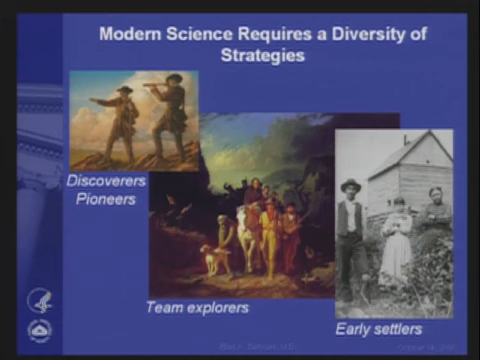 Modern Science Requires a Diversity of
Strategies
Discoverers
Pioneers
Team explorers
Early settlers